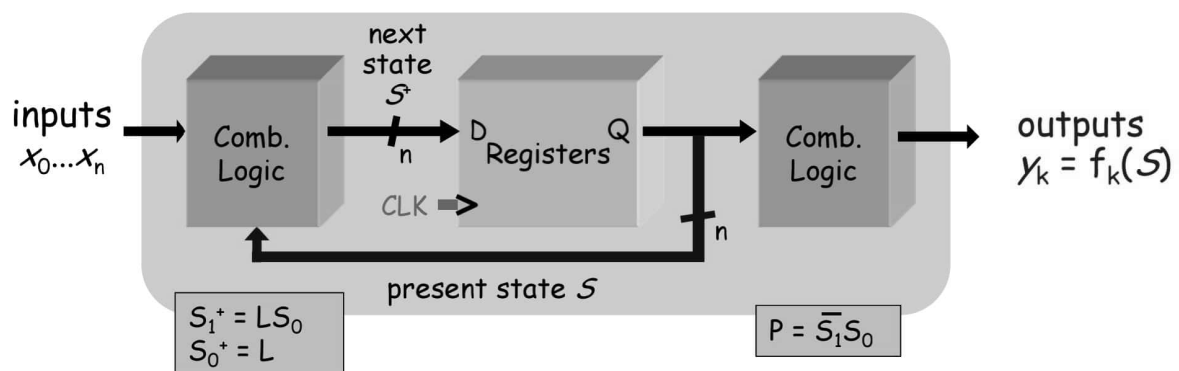 next
state
S⁺
n
inputs
x₀...xₙ
Comb.
Logic
D
Registers
Q
CLK
Comb.
Logic
outputs
yₖ = fₖ(S)
n
present state S
S₁⁺ = LS₀
S₀⁺ = L
P = S̅₁S₀